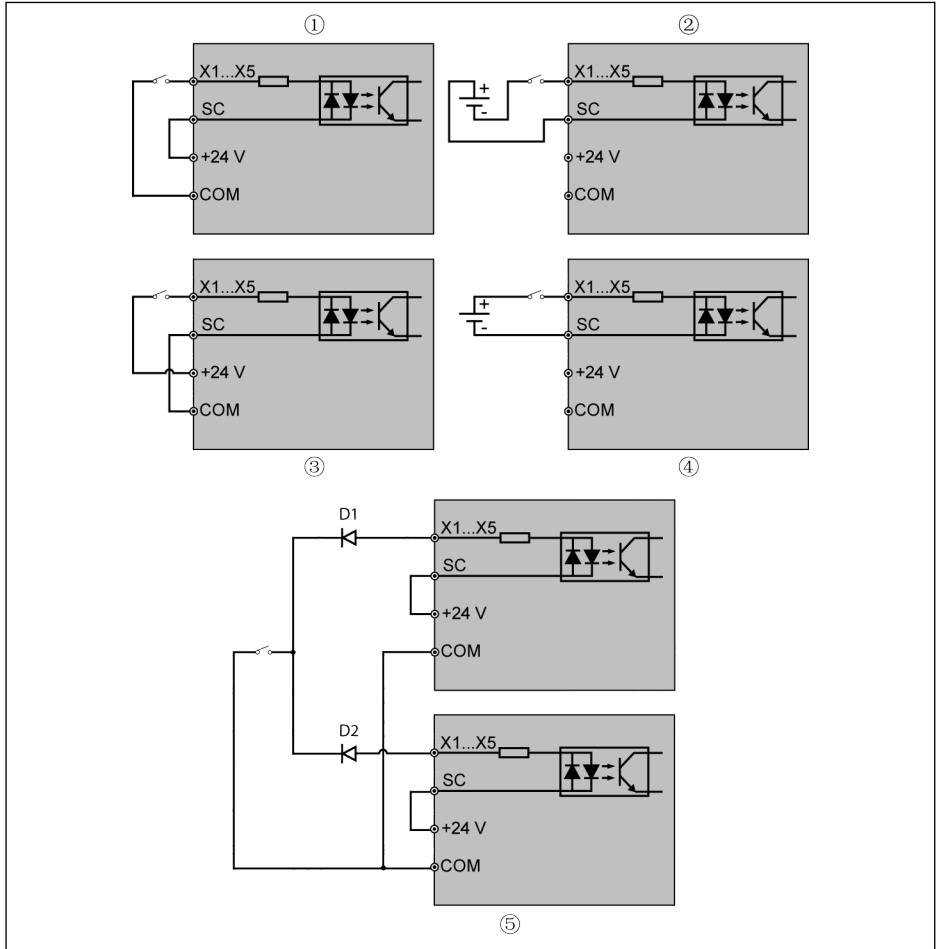 ①
②
X1...X5
SC
+24 V
COM
+
-
X1...X5
SC
+24 V
COM
X1...X5
SC
+24 V
COM
③
+
-
X1...X5
SC
+24 V
COM
④
D1
X1...X5
SC
+24 V
COM
D2
X1...X5
SC
+24 V
COM
⑤